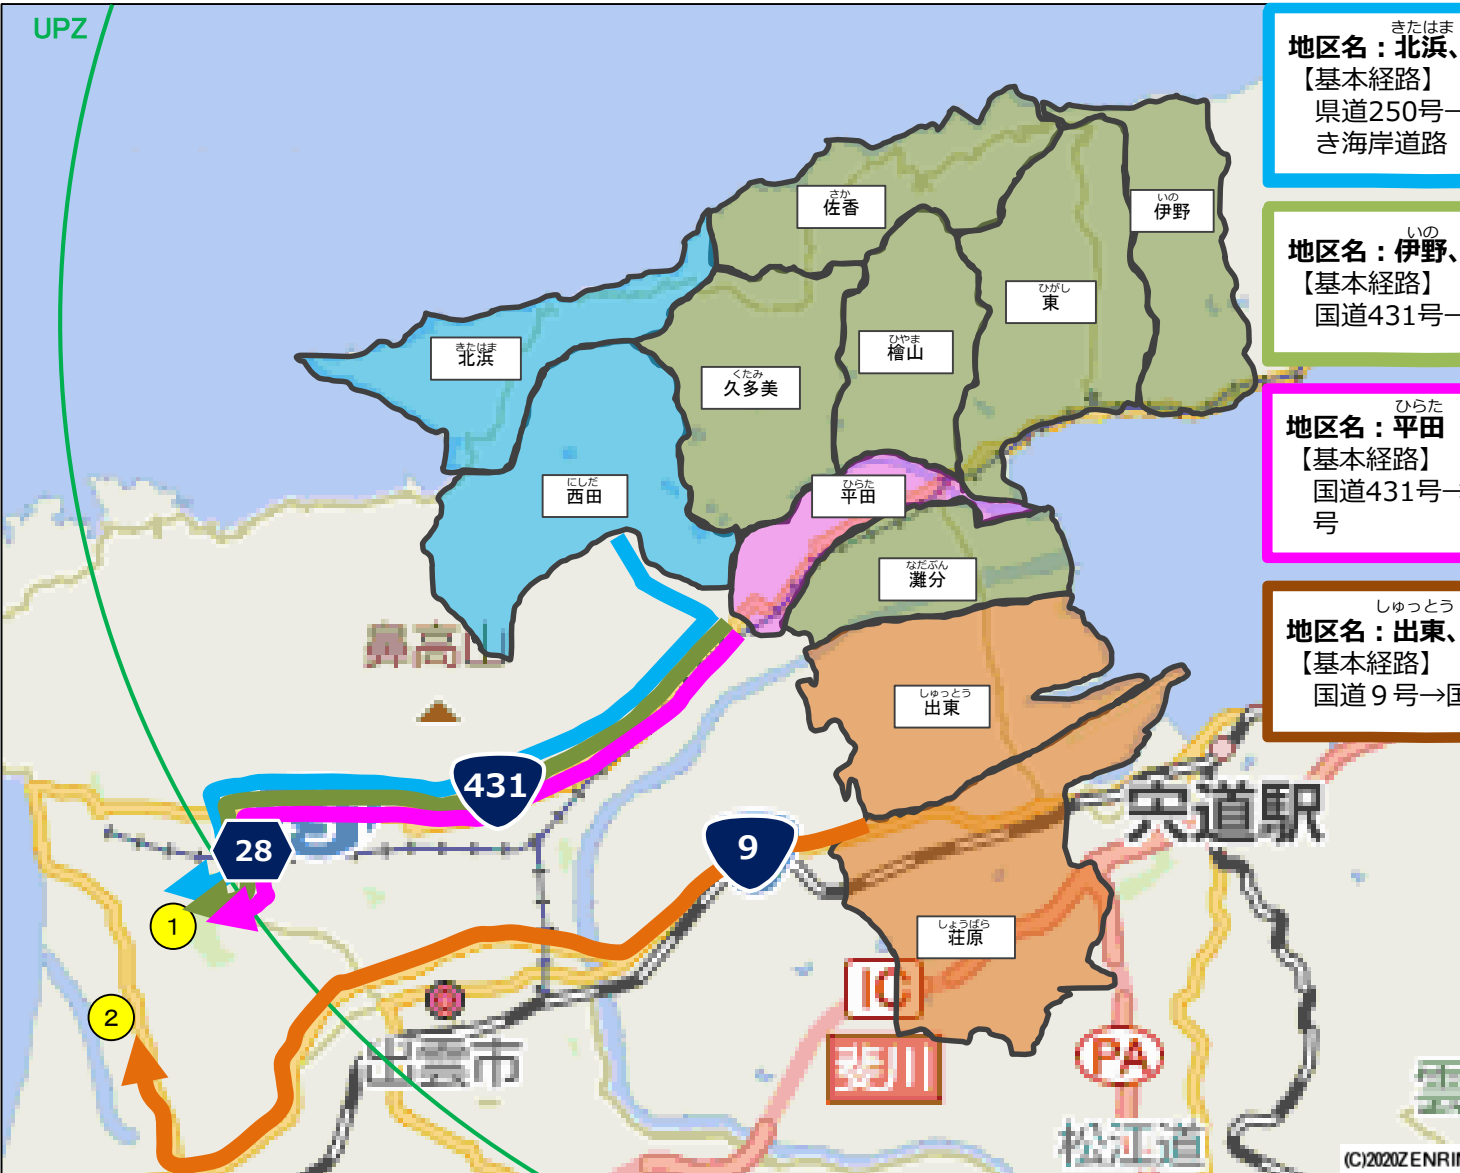 UPZ
きたはま
地区名：北浜、
【基本経路】
県道250号→
き海岸道路
いの
地区名：伊野、
【基本経路】
国道431号→
ひらた
地区名：平田
【基本経路】
国道431号→
号
しゅっとう
地区名：出東、
【基本経路】
国道９号→国
さか
佐香
いの
伊野
ひがし
東
ひやま
檜山
きたはま
北浜
くたみ
久多美
にしだ
西田
ひらた
平田
なだぶん
灘分
鼻高山
しゅっとう
出東
431
宍道駅
28
9
1
しょうばら
荘原
IC
2
出雲市
斐川
PA
松江道
雲
(C)2020ZENRIN